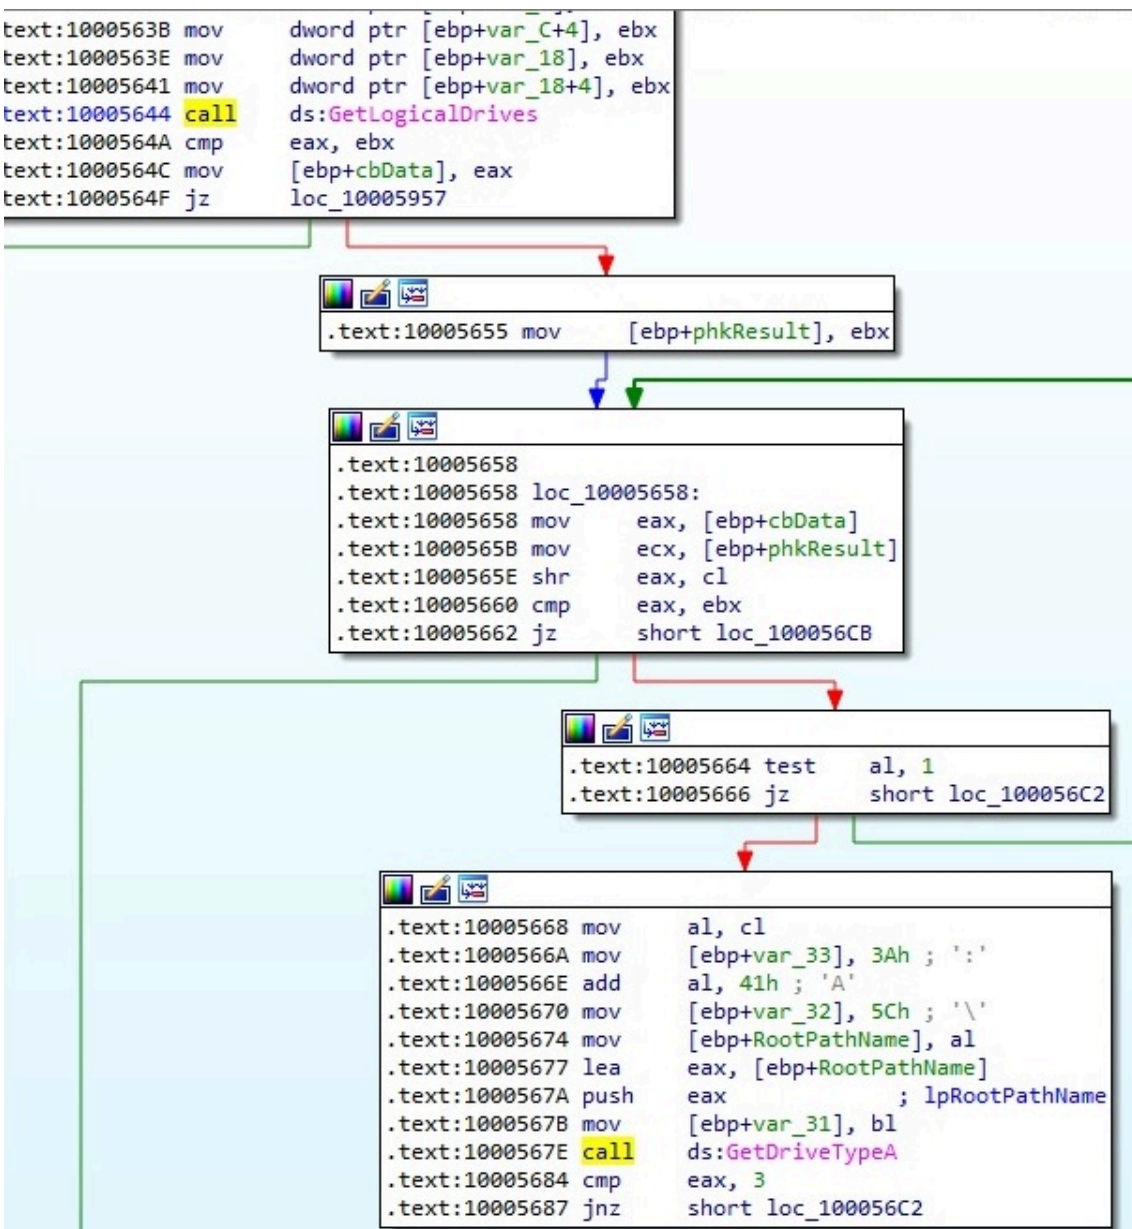 text:1000563B mov dword ptr [ebp+var_C+4], ebx
text:1000563E mov dword ptr [ebp+var_18], ebx
text:10005641 mov dword ptr [ebp+var_18+4], ebx
text:10005644 call ds:GetLogicalDrives
text:1000564A cmp eax, ebx
text:1000564C mov [ebp+cbData], eax
text:1000564F jz loc_10005957
.text:10005655 mov [ebp+phkResult], ebx
.text:10005658
.text:10005658 loc_10005658:
.text:10005658 mov eax, [ebp+cbData]
.text:1000565B mov ecx, [ebp+phkResult]
.text:1000565E shr eax, cl
.text:10005660 cmp eax, ebx
.text:10005662 jz short loc_100056CB
.text:10005664 test al, 1
.text:10005666 jz short loc_100056C2
.text:10005668 mov al, cl
.text:1000566A mov [ebp+var_33], 3Ah ; ':'
.text:1000566E add al, 41h ; 'A'
.text:10005670 mov [ebp+var_32], 5Ch ; '\'
.text:10005674 mov [ebp+RootPathName], al
.text:10005677 lea eax, [ebp+RootPathName]
.text:1000567A push eax ; lpRootPathName
.text:1000567B mov [ebp+var_31], bl
.text:1000567E call ds:GetDriveTypeA
.text:10005684 cmp eax, 3
.text:10005687 jnz short loc_100056C2